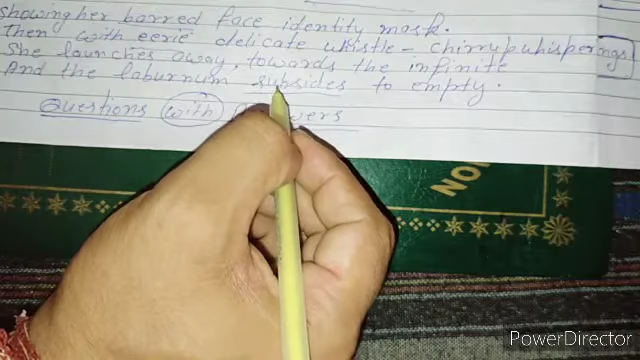 showing her barred face identity mask.
Then with eerie delicate whistle - chirrup whisperings
She launches away, towards the infinite
And the laburnum subsides to empty.
Questions with
NO
PowerDirector